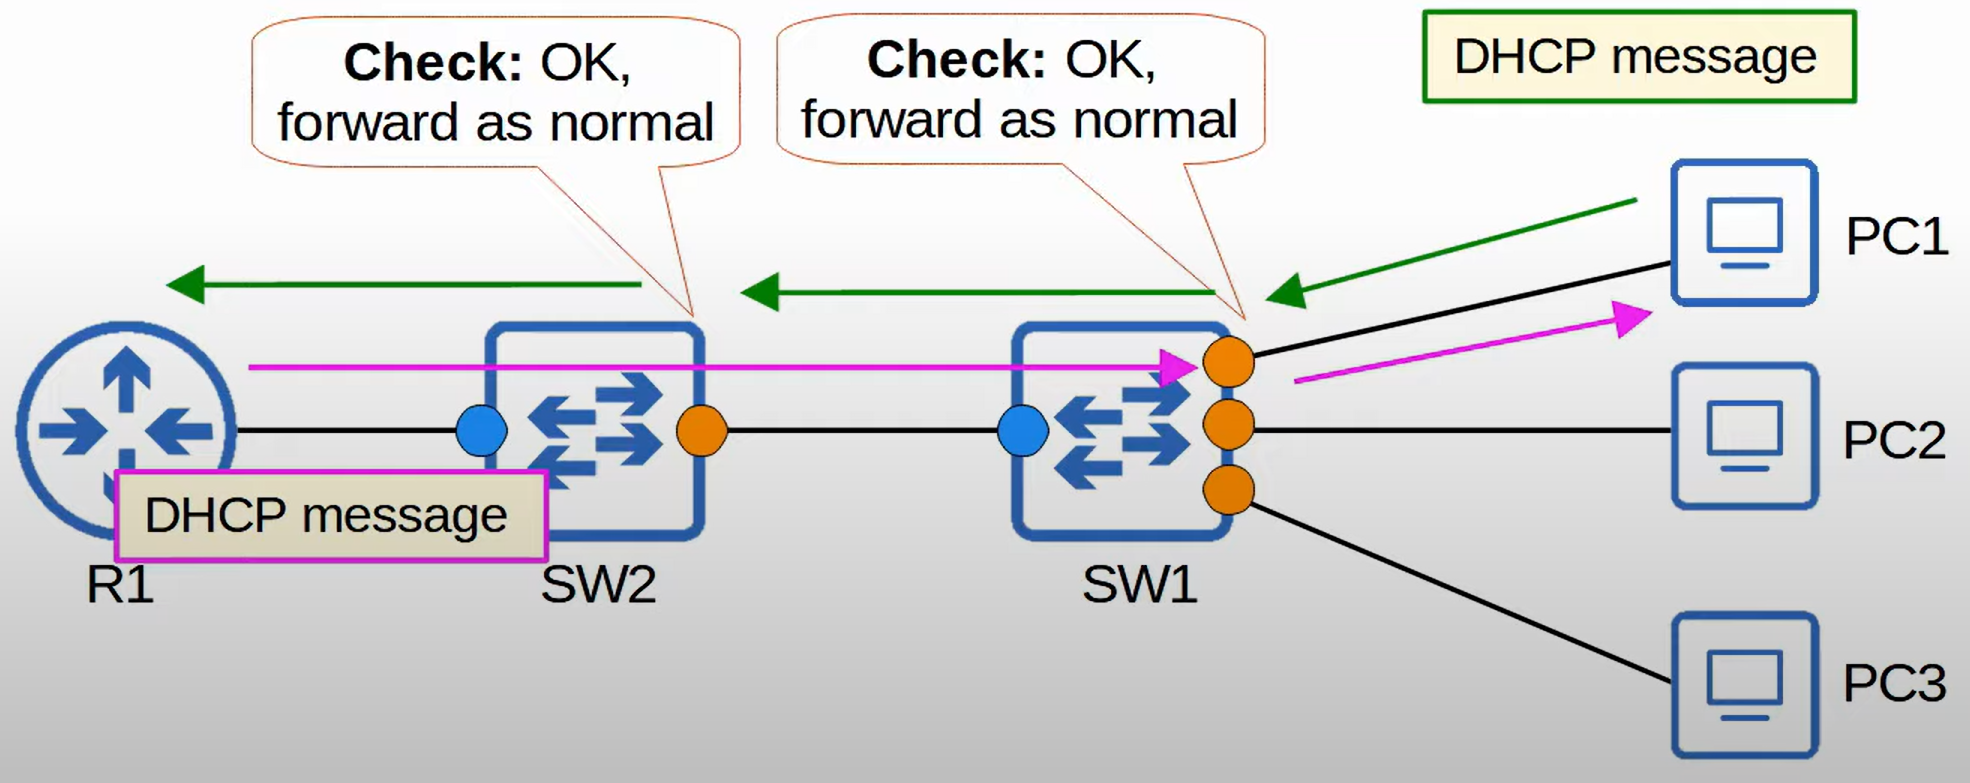 Check: OK,
forward as normal
Check: OK,
forward as normal
DHCP message
PC1
PC2
DHCP message
R1
SW2
SW1
PC3